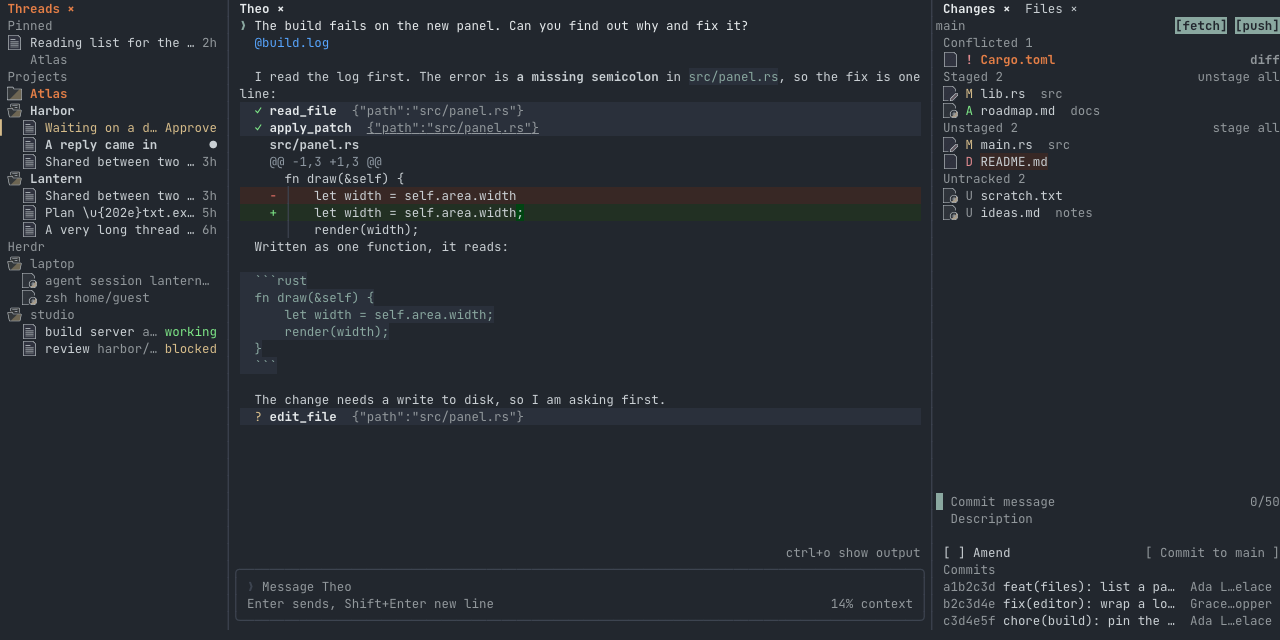 Threads ×
Pinned
Reading list for the … 2h
Atlas
Projects
Atlas
Harbor
Waiting on a d… Approve
A reply came in ●
Shared between two … 3h
Lantern
Shared between two … 3h
Plan \u{202e}txt.ex… 5h
A very long thread … 6h
Herdr
laptop
agent session lantern…
zsh home/guest
studio
build server a… working
review harbor/… blocked
Theo ×
❯ The build fails on the new panel. Can you find out why and fix it?
@build.log
I read the log first. The error is a missing semicolon in src/panel.rs, so the fix is one
line:
✓ read_file {"path":"src/panel.rs"}
✓ apply_patch {"path":"src/panel.rs"}
src/panel.rs
@@ -1,3 +1,3 @@
fn draw(&self) {
- let width = self.area.width
+ let width = self.area.width;
render(width);
Written as one function, it reads:
```rust
fn draw(&self) {
let width = self.area.width;
render(width);
}
```
The change needs a write to disk, so I am asking first.
? edit_file {"path":"src/panel.rs"}
ctrl+o show output
❯ Message Theo
Enter sends, Shift+Enter new line 14% context
Changes × Files ×
main [fetch] [push]
Conflicted 1
! Cargo.toml diff
Staged 2 unstage all
M lib.rs src
A roadmap.md docs
Unstaged 2 stage all
M main.rs src
D README.md
Untracked 2
U scratch.txt
U ideas.md notes
Commit message 0/50
Description
[ ] Amend [ Commit to main ]
Commits
a1b2c3d feat(files): list a pa… Ada L…elace
b2c3d4e fix(editor): wrap a lo… Grace…opper
c3d4e5f chore(build): pin the … Ada L…elace